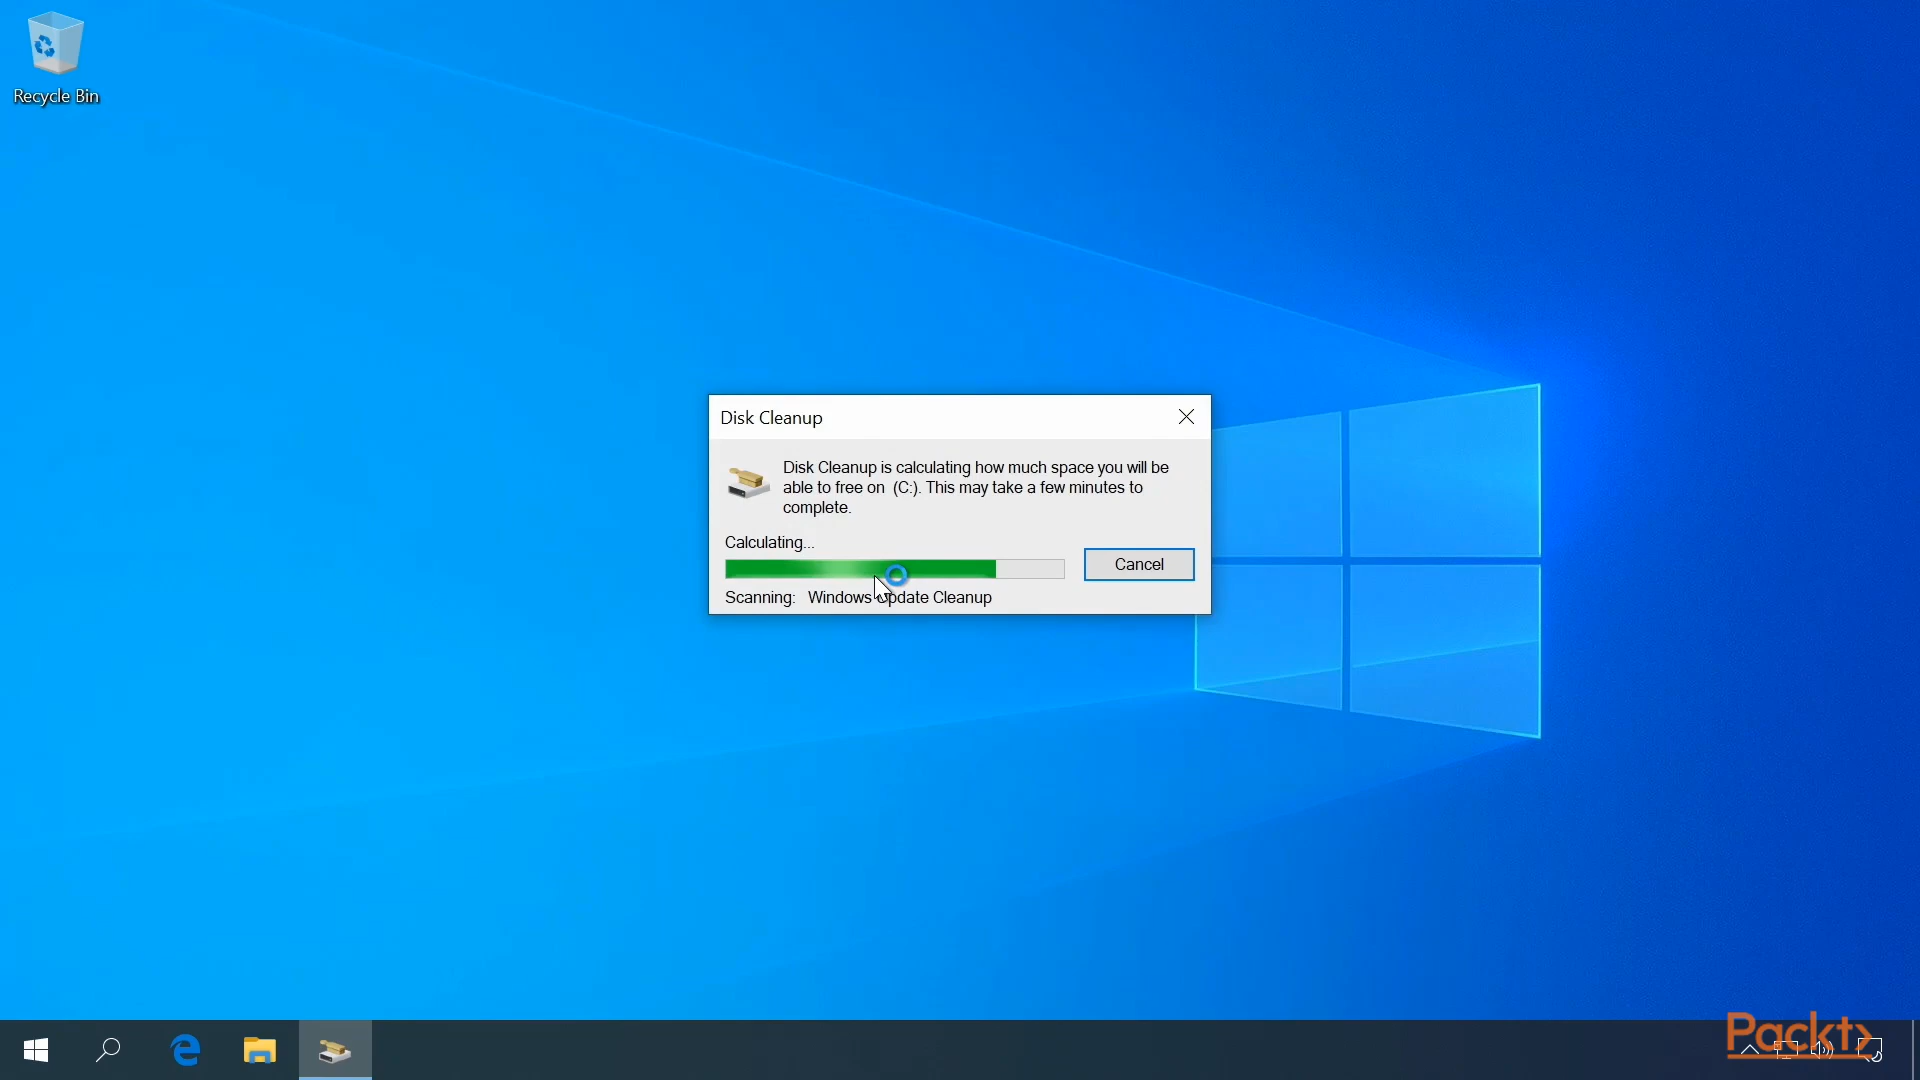 Recycle Bin
Disk Cleanup
Disk Cleanup is calculating how much space you will be
able to free on (C:). This may take a few minutes to
complete.
Calculating...
Cancel
Scanning: Windows Update Cleanup
Packt>